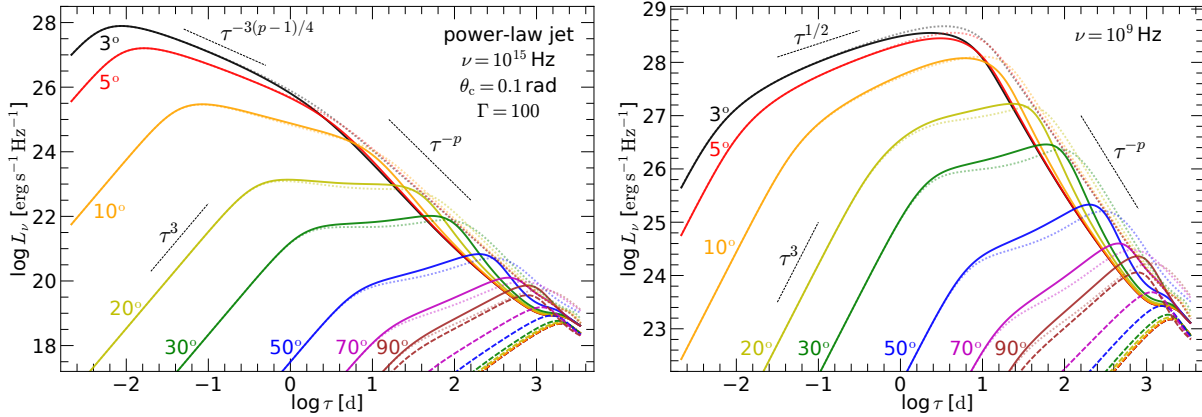 28
26
24
22
20
18
log L_ν [erg s⁻¹ Hz⁻¹]
−2
−1
0
1
2
3
log τ [d]
3°
5°
10°
20°
30°
50°
70°
90°
τ^{−3(p−1)/4}
τ^{−p}
τ³
power-law jet
ν = 10¹⁵ Hz
θ_c = 0.1 rad
Γ = 100
29
28
27
26
25
24
23
log L_ν [erg s⁻¹ Hz⁻¹]
−2
−1
0
1
2
3
log τ [d]
3°
5°
10°
20°
30°
50°
70°
90°
τ^{1/2}
τ^{−p}
τ³
ν = 10⁹ Hz